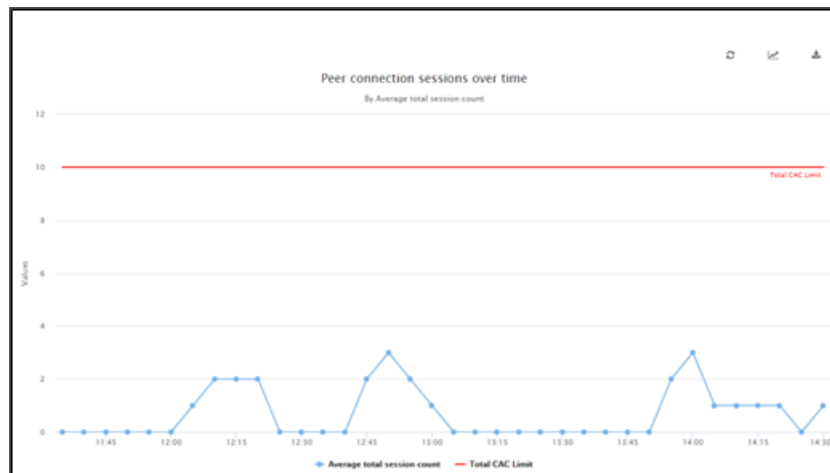 Peer connection sessions over time
By Average total session count
12
10
Total CAC Limit
8
6
Values
4
2
0
11:45 12:00 12:15 12:30 12:45 13:00 13:15 13:30 13:45 14:00 14:15 14:30
Average total session count Total CAC Limit